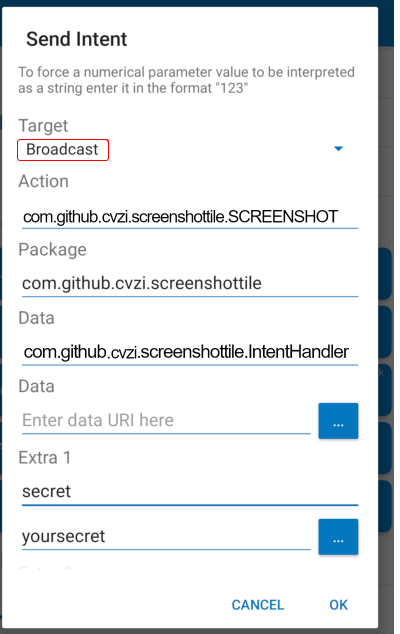 Send Intent
To force a numerical parameter value to be interpreted
as a string enter it in the format "123"
Target
Broadcast
Action
com.github.cvzi.screenshottile.SCREENSHOT
Package
com.github.cvzi.screenshottile
Data
com.github.cvzi.screenshottile.IntentHandler
Data
Enter data URI here
...
Extra 1
secret
yoursecret
...
CANCEL OK